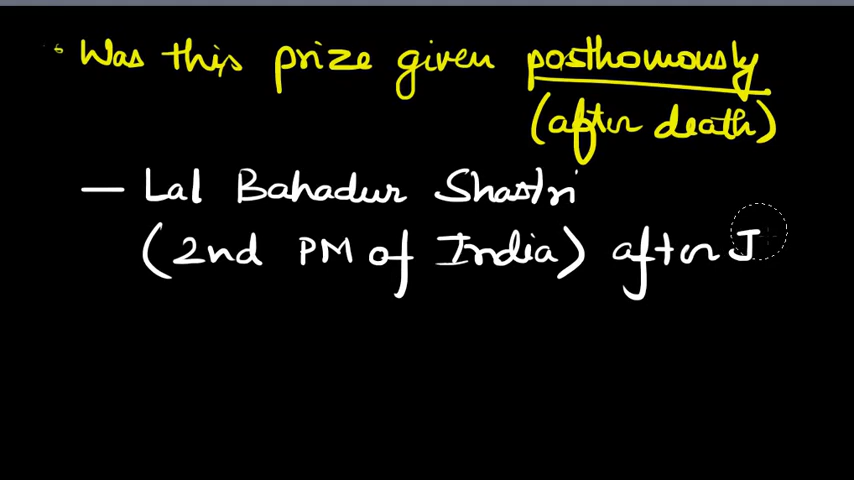 Was this prize given posthomously
(after death)
— Lal Bahadur Shastri
(2nd PM of India) after J